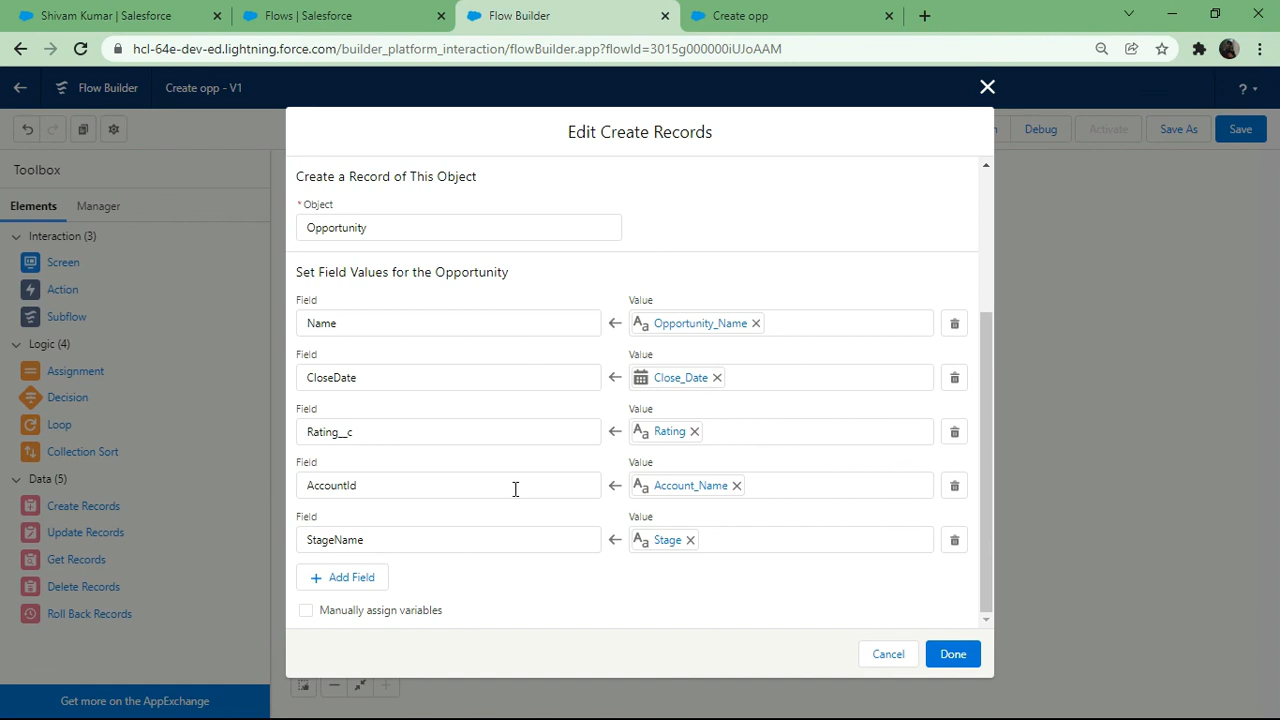 Shivam Kumar | Salesforce
Flows | Salesforce
Flow Builder
Create opp
hcl-64e-dev-ed.lightning.force.com/builder_platform_interaction/flowBuilder.app?flowId=3015g000000iUJoAAM
Flow Builder
Create opp - V1
?
Debug
Activate
Save As
Save
Toolbox
Elements
Manager
Interaction (3)
Screen
Action
Subflow
Logic (4)
Assignment
Decision
Loop
Collection Sort
Data (5)
Create Records
Update Records
Get Records
Delete Records
Roll Back Records
Get more on the AppExchange
Edit Create Records
Create a Record of This Object
* Object
Opportunity
Set Field Values for the Opportunity
Field
Value
Name
Aa Opportunity_Name
Field
Value
CloseDate
Close_Date
Field
Value
Rating__c
Aa Rating
Field
Value
AccountId
Aa Account_Name
Field
Value
StageName
Aa Stage
+ Add Field
Manually assign variables
Cancel
Done